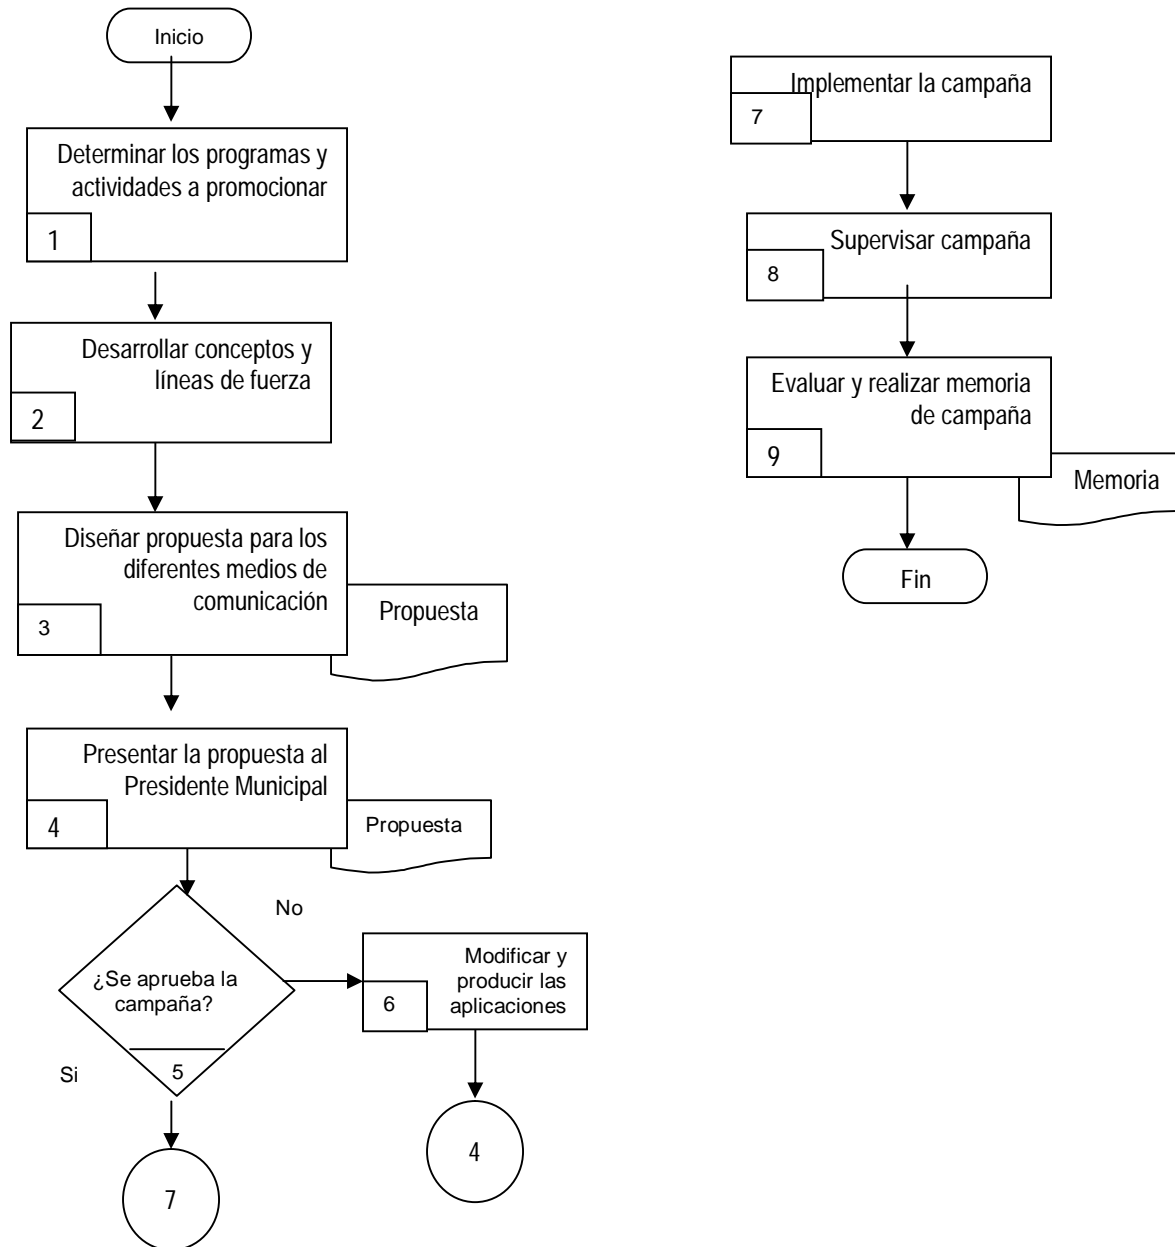 Inicio
Determinar los programas y
actividades a promocionar
1
Desarrollar conceptos y
líneas de fuerza
2
Diseñar propuesta para los
diferentes medios de
comunicación
3
Propuesta
Presentar la propuesta al
Presidente Municipal
4
Propuesta
¿Se aprueba la
campaña?
5
No
Si
Modificar y
producir las
aplicaciones
6
4
7
Implementar la campaña
7
Supervisar campaña
8
Evaluar y realizar memoria
de campaña
9
Memoria
Fin